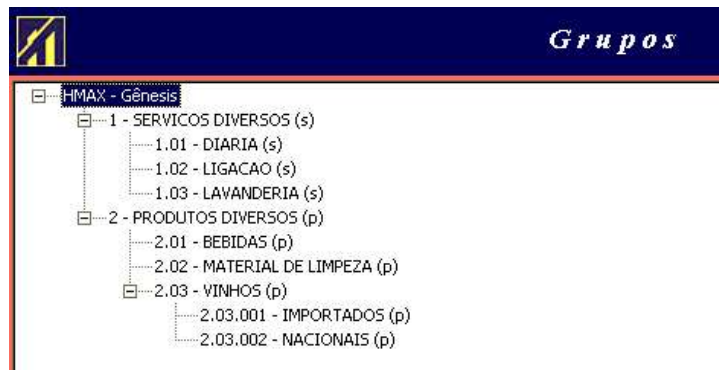 Grupos
HMAX - Gênesis
1 - SERVICOS DIVERSOS (s)
1.01 - DIARIA (s)
1.02 - LIGACAO (s)
1.03 - LAVANDERIA (s)
2 - PRODUTOS DIVERSOS (p)
2.01 - BEBIDAS (p)
2.02 - MATERIAL DE LIMPEZA (p)
2.03 - VINHOS (p)
2.03.001 - IMPORTADOS (p)
2.03.002 - NACIONAIS (p)